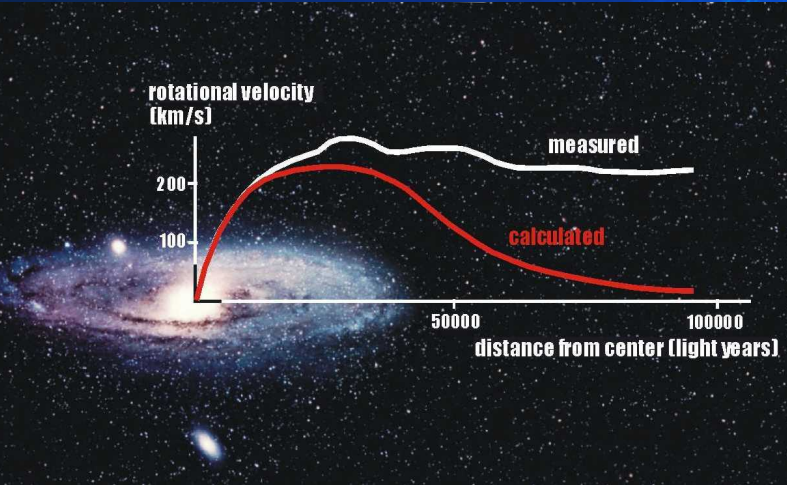 rotational velocity
(km/s)
measured
200
calculated
100
50000
100000
distance from center (light years)